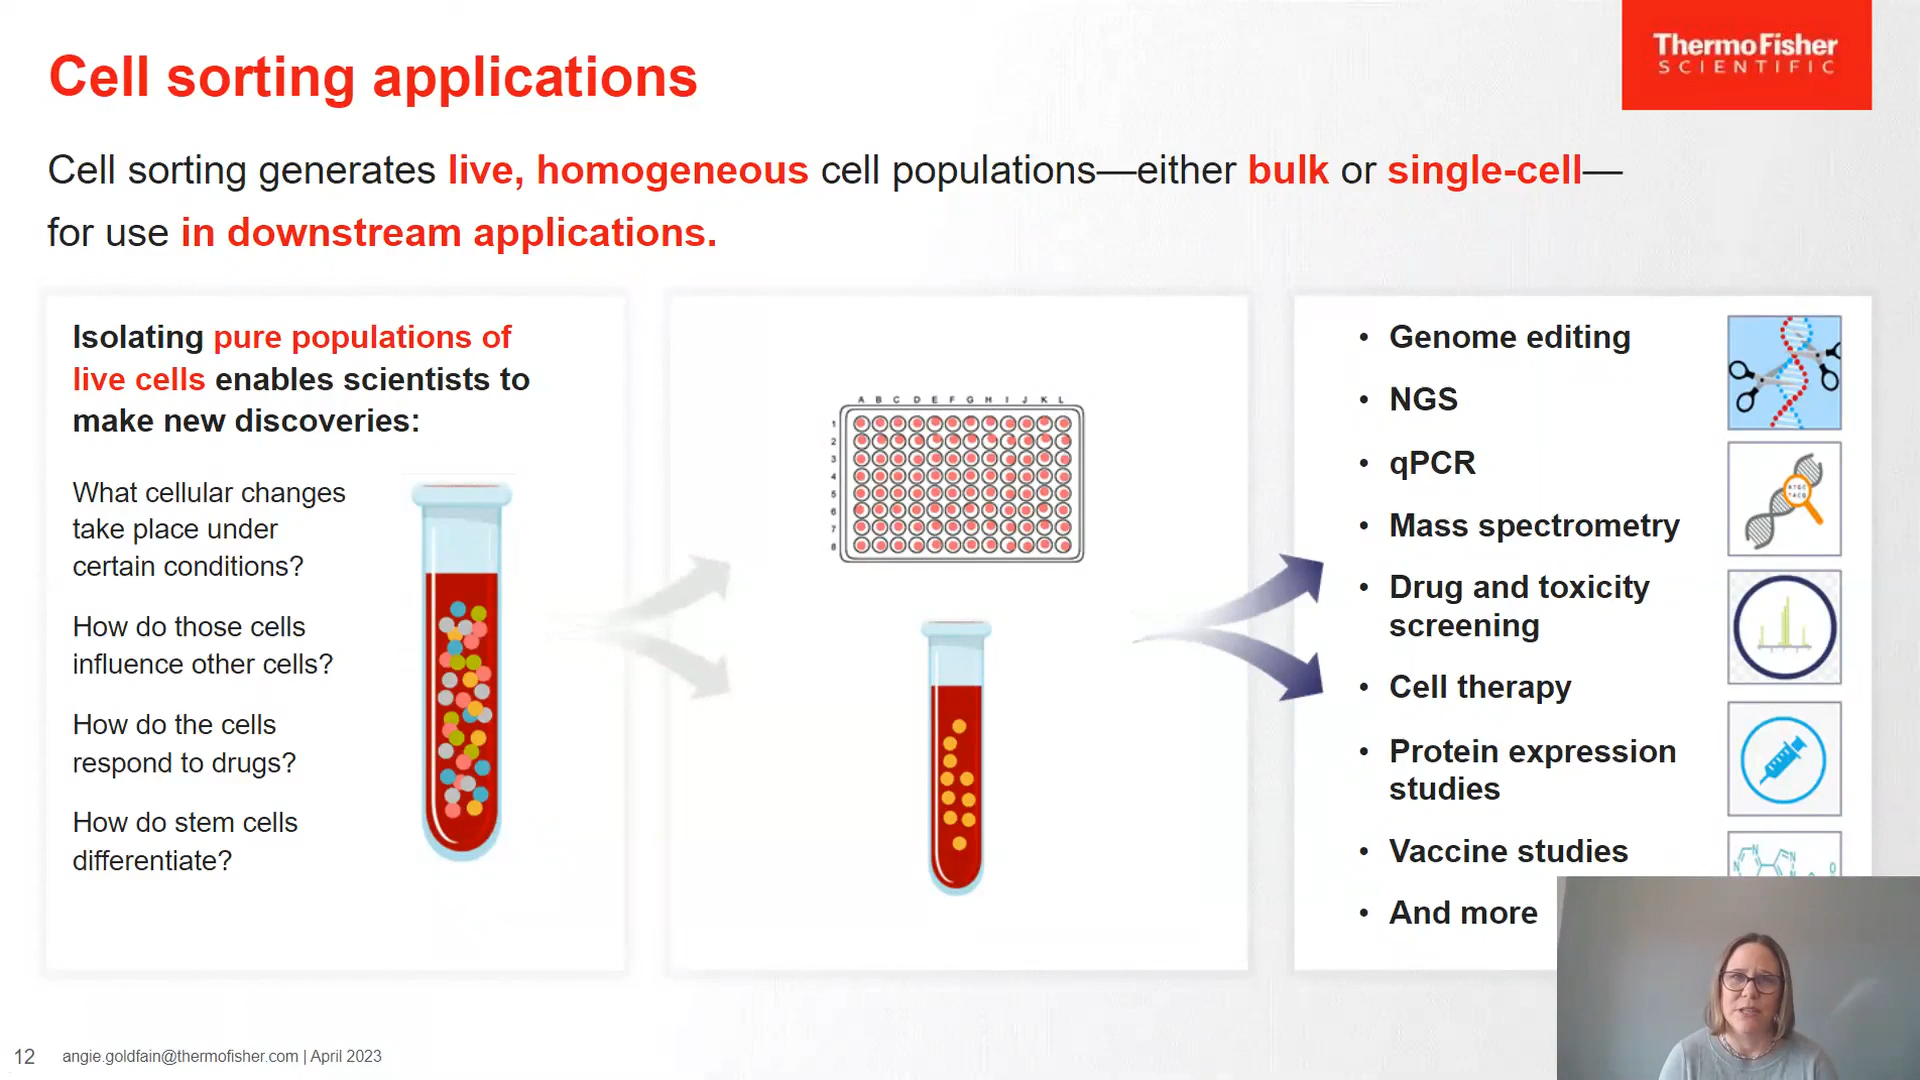 Cell sorting applications
ThermoFisher
SCIENTIFIC
Cell sorting generates live, homogeneous cell populations—either bulk or single-cell—
for use in downstream applications.
Isolating pure populations of
live cells enables scientists to
make new discoveries:
What cellular changes
take place under
certain conditions?
How do those cells
influence other cells?
How do the cells
respond to drugs?
How do stem cells
differentiate?
A B C D E F G H I J K L
1
2
3
4
5
6
7
8
• Genome editing
• NGS
• qPCR
• Mass spectrometry
• Drug and toxicity
screening
• Cell therapy
• Protein expression
studies
• Vaccine studies
• And more
ATGC
TACG
N N
N N
O
12 angie.goldfain@thermofisher.com | April 2023